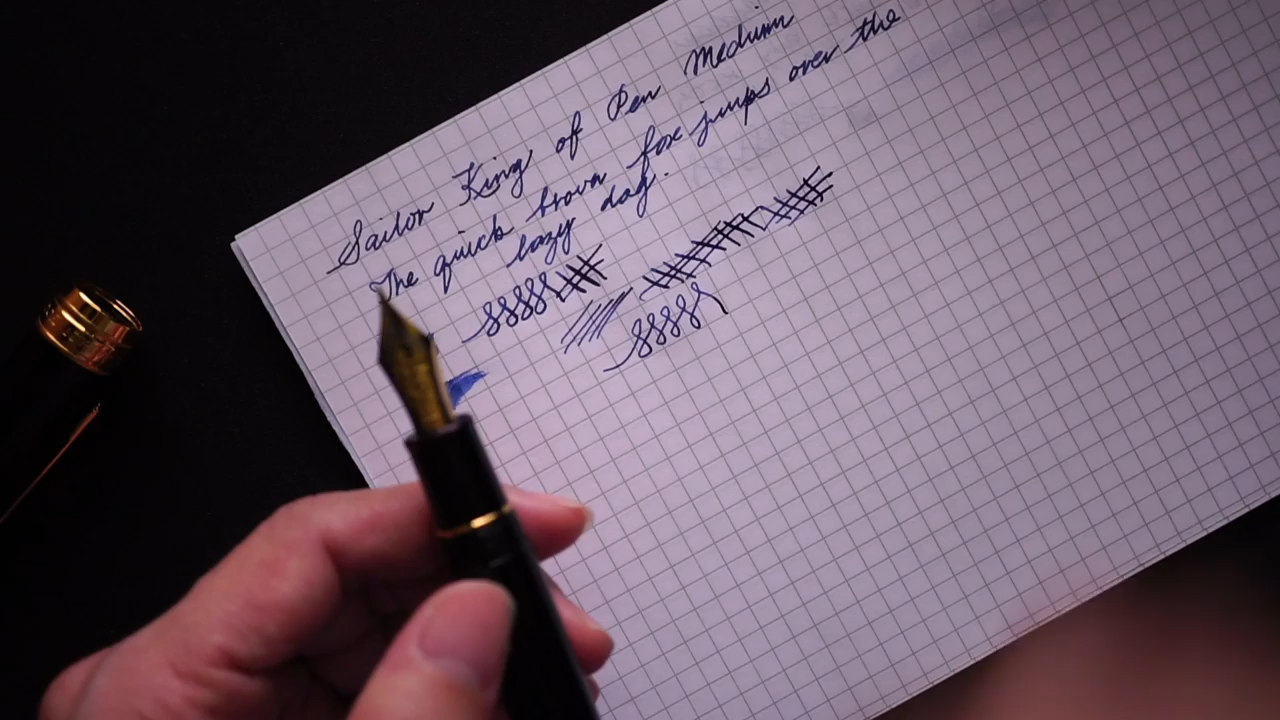 Sailor King of Pen Medium
The quick brown fox jumps over the
lazy dog.